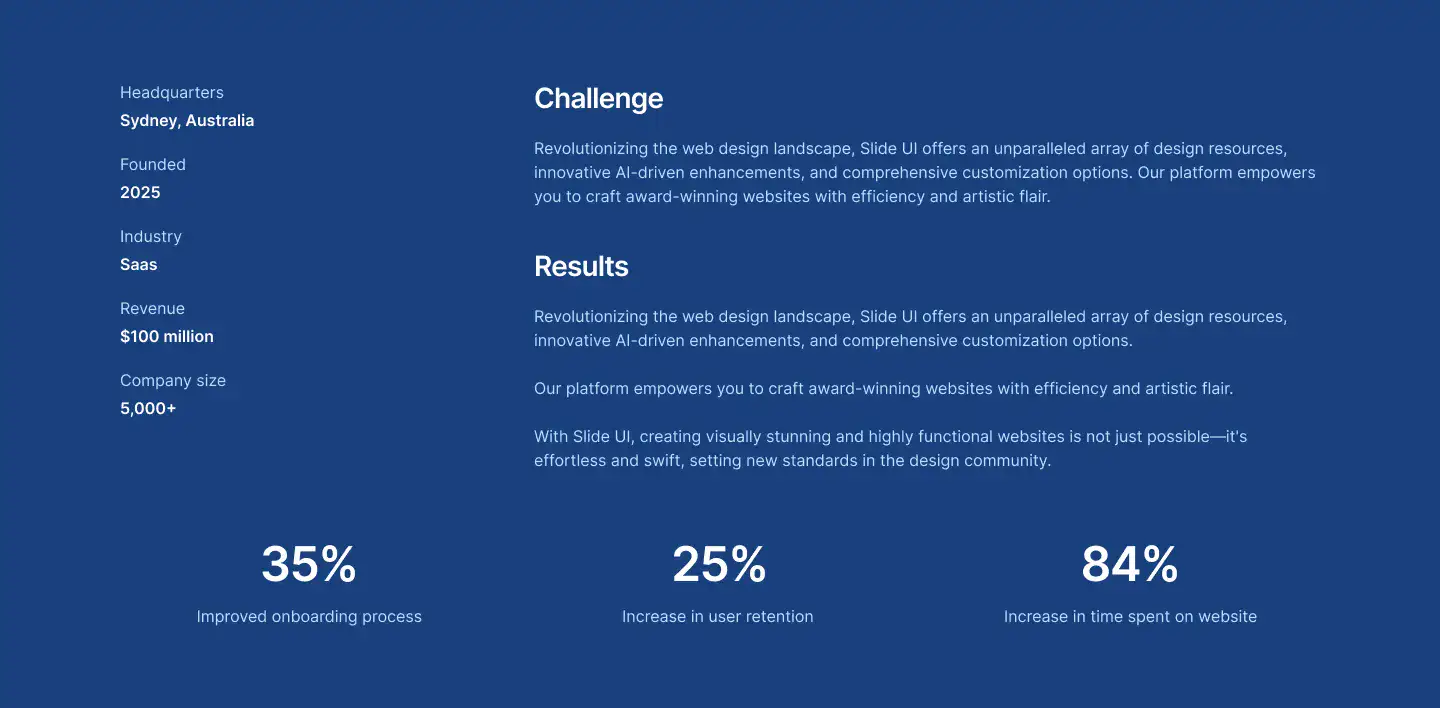 Headquarters
Sydney, Australia
Founded
2025
Industry
Saas
Revenue
$100 million
Company size
5,000+
Challenge
Revolutionizing the web design landscape, Slide UI offers an unparalleled array of design resources,
innovative AI-driven enhancements, and comprehensive customization options. Our platform empowers
you to craft award-winning websites with efficiency and artistic flair.
Results
Revolutionizing the web design landscape, Slide UI offers an unparalleled array of design resources,
innovative AI-driven enhancements, and comprehensive customization options.
Our platform empowers you to craft award-winning websites with efficiency and artistic flair.
With Slide UI, creating visually stunning and highly functional websites is not just possible—it's
effortless and swift, setting new standards in the design community.
35%
Improved onboarding process
25%
Increase in user retention
84%
Increase in time spent on website